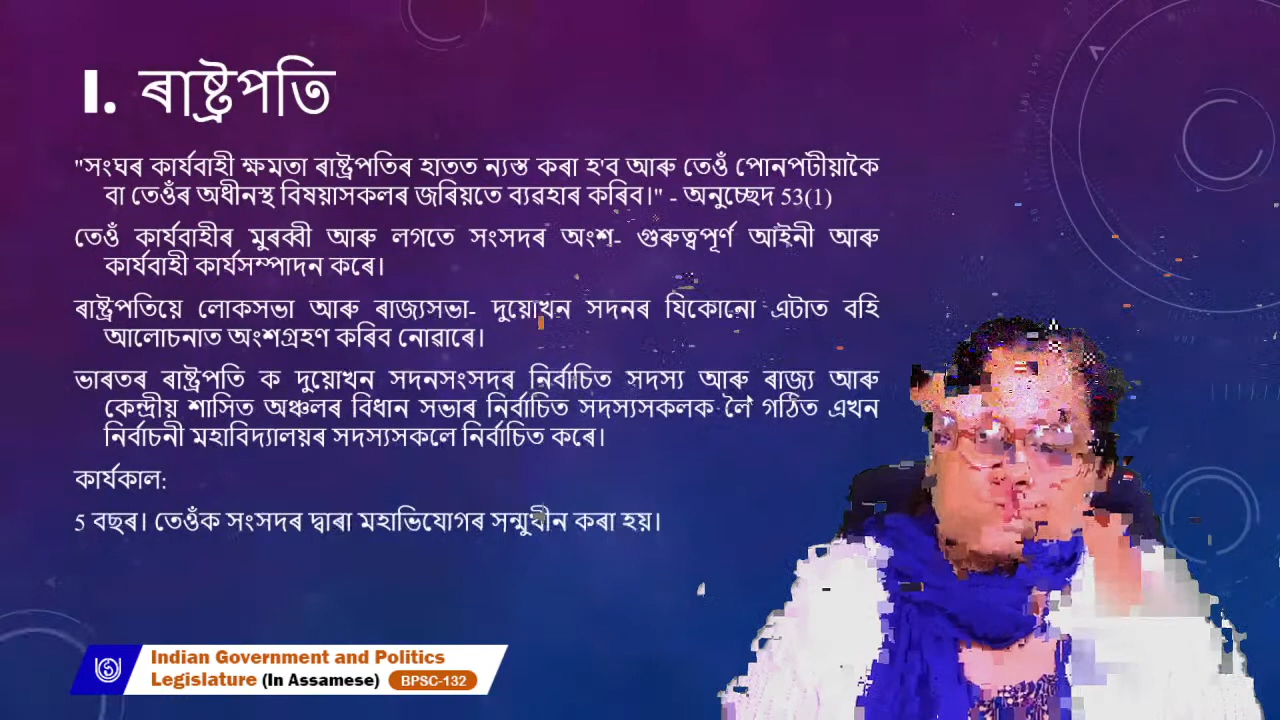 I. ৰাষ্ট্ৰপতি
"সংঘৰ কাৰ্যবাহী ক্ষমতা ৰাষ্ট্ৰপতিৰ হাতত ন্যস্ত কৰা হ'ব আৰু তেওঁ পোনপটীয়াকৈ
বা তেওঁৰ অধীনস্থ বিষয়াসকলৰ জৰিয়তে ব্যৱহাৰ কৰিব।" - অনুচ্ছেদ 53(1)
তেওঁ কাৰ্যবাহীৰ মুৰব্বী আৰু লগতে সংসদৰ অংশ- গুৰুত্বপূৰ্ণ আইনী আৰু
কাৰ্যবাহী কাৰ্যসম্পাদন কৰে।
ৰাষ্ট্ৰপতিয়ে লোকসভা আৰু ৰাজ্যসভা- দুয়োখন সদনৰ যিকোনো এটাত বহি
আলোচনাত অংশগ্ৰহণ কৰিব নোৱাৰে।
ভাৰতৰ ৰাষ্ট্ৰপতি ক দুয়োখন সদনসংসদৰ নিৰ্বাচিত সদস্য আৰু ৰাজ্য আৰু
কেন্দ্ৰীয় শাসিত অঞ্চলৰ বিধান সভাৰ নিৰ্বাচিত সদস্যসকলক লৈ গঠিত এখন
নিৰ্বাচনী মহাবিদ্যালয়ৰ সদস্যসকলে নিৰ্বাচিত কৰে।
কাৰ্যকাল:
5 বছৰ। তেওঁক সংসদৰ দ্বাৰা মহাভিযোগৰ সন্মুখীন কৰা হয়।
Indian Government and Politics
Legislature (In Assamese) BPSC-132